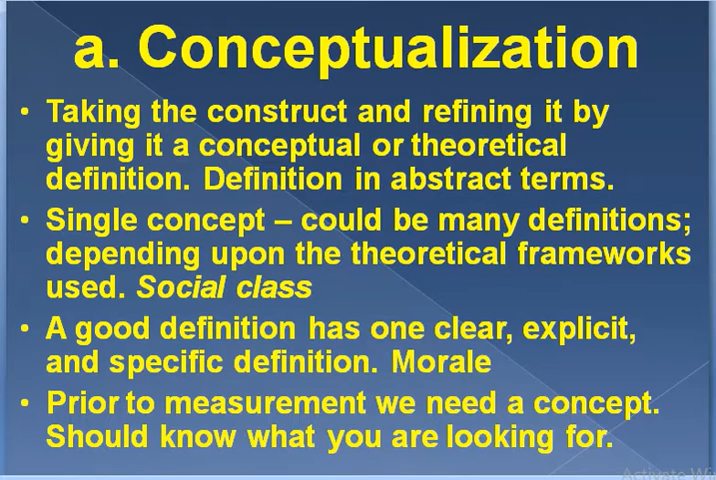 a. Conceptualization
• Taking the construct and refining it by
giving it a conceptual or theoretical
definition. Definition in abstract terms.
• Single concept – could be many definitions;
depending upon the theoretical frameworks
used. Social class
• A good definition has one clear, explicit,
and specific definition. Morale
• Prior to measurement we need a concept.
Should know what you are looking for.